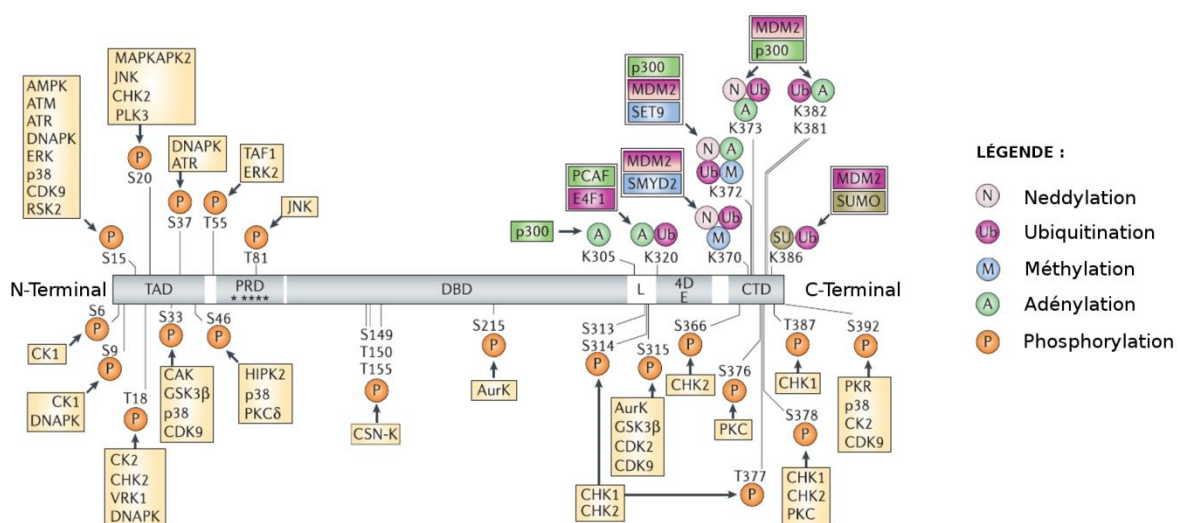 MDM2
p300
MAPKAPK2
JNK
CHK2
PLK3
p300
MDM2
SET9
N Ub
A
K373
Ub A
K382
K381
AMPK
ATM
ATR
DNAPK
ERK
p38
CDK9
RSK2
DNAPK
ATR
TAF1
ERK2
P
S20
N A
Ub M
K372
LÉGENDE :
PCAF
E4F1
MDM2
SMYD2
MDM2
SUMO
N Neddylation
P
S37
P
T55
JNK
N Ub
M
K370
Ub Ubiquitination
P
S15
P
T81
p300
A
K305
A Ub
K320
SU Ub
K386
M Méthylation
N-Terminal
TAD
PRD
* ****
DBD
L
4D
E
CTD
C-Terminal
A Adénylation
P Phosphorylation
S6
P
CK1
S9
P
CK1
DNAPK
T18
P
CK2
CHK2
VRK1
DNAPK
S33
P
CAK
GSK3β
p38
CDK9
S46
P
HIPK2
p38
PKCδ
S149
T150
T155
P
CSN-K
S215
P
AurK
S313
S314
P
CHK1
CHK2
S315
P
AurK
GSK3β
CDK2
CDK9
S366
P
CHK2
S376
P
PKC
T377
P
T387
P
CHK1
S378
P
CHK1
CHK2
PKC
S392
P
PKR
p38
CK2
CDK9